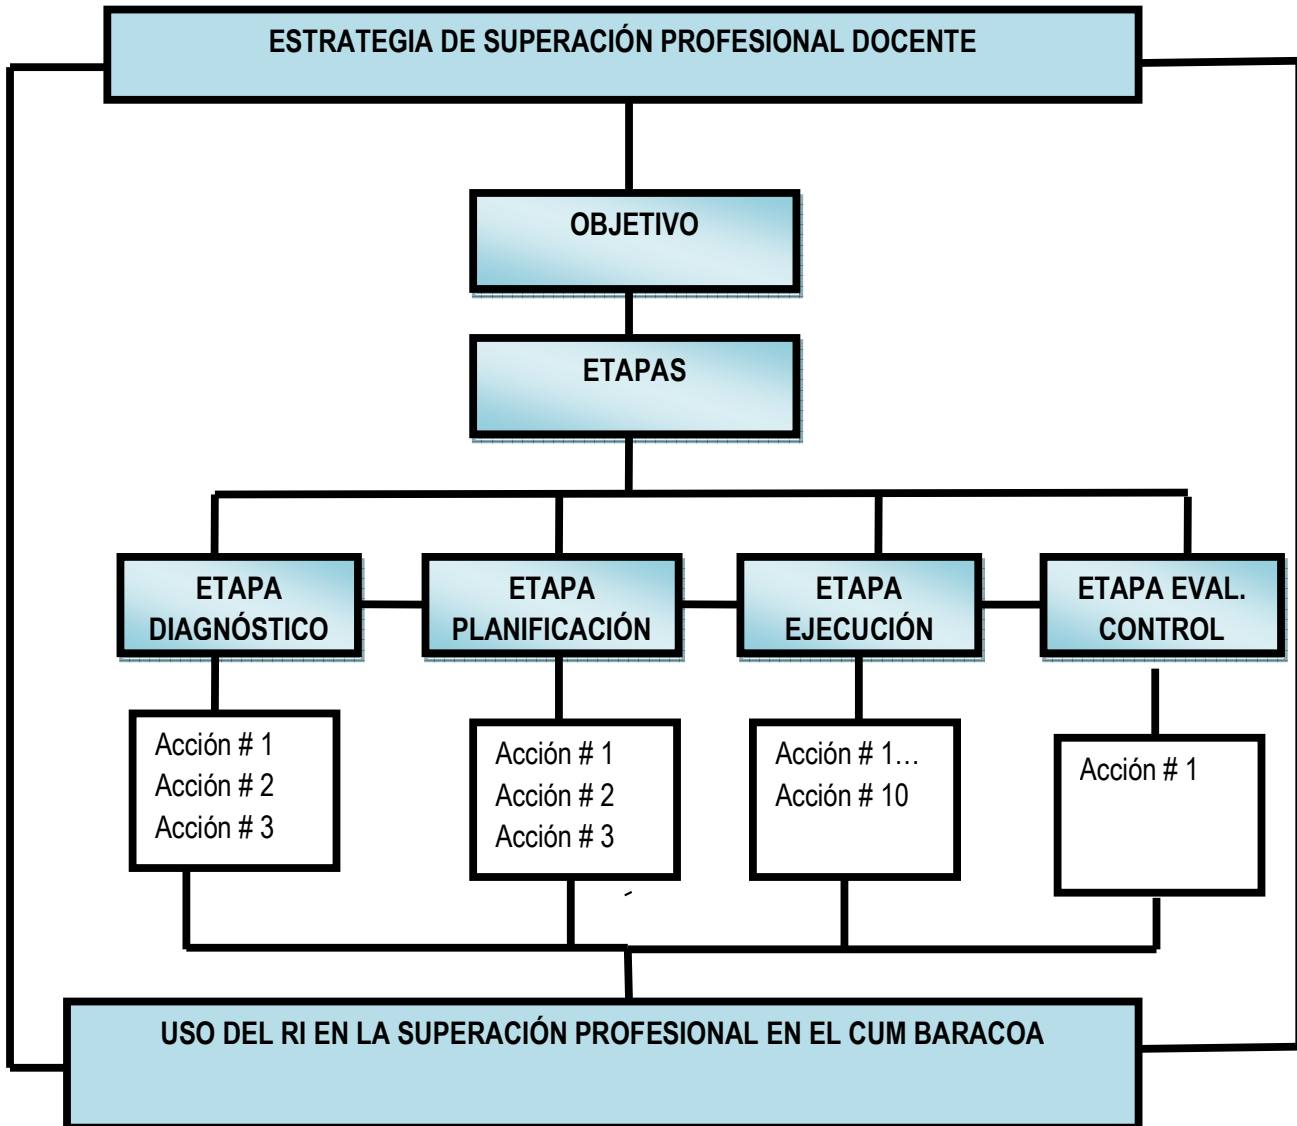 ESTRATEGIA DE SUPERACIÓN PROFESIONAL DOCENTE
OBJETIVO
ETAPAS
ETAPA
DIAGNÓSTICO
ETAPA
PLANIFICACIÓN
ETAPA
EJECUCIÓN
ETAPA EVAL.
CONTROL
Acción # 1
Acción # 2
Acción # 3
Acción # 1
Acción # 2
Acción # 3
Acción # 1…
Acción # 10
Acción # 1
USO DEL RI EN LA SUPERACIÓN PROFESIONAL EN EL CUM BARACOA